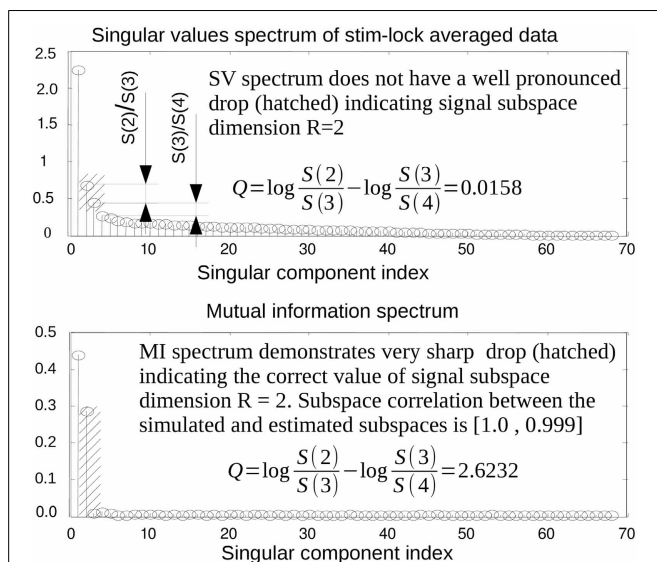 Singular values spectrum of stim-lock averaged data
2.5
2.0
1
0.5
0
S(2)/S(3)
S(3)/S(4)
SV spectrum does not have a well pronounced
drop (hatched) indicating signal subspace
dimension R=2
Q=log S(2)/S(3) − log S(3)/S(4) =0.0158
0 10 20 30 40 50 60 70
Singular component index
Mutual information spectrum
0.5
0.4
0.3
0.2
0.1
0.0
MI spectrum demonstrates very sharp drop (hatched)
indicating the correct value of signal subspace
dimension R = 2. Subspace correlation between the
simulated and estimated subspaces is [1.0 , 0.999]
Q=log S(2)/S(3) − log S(3)/S(4) =2.6232
0 10 20 30 40 50 60 70
Singular component index